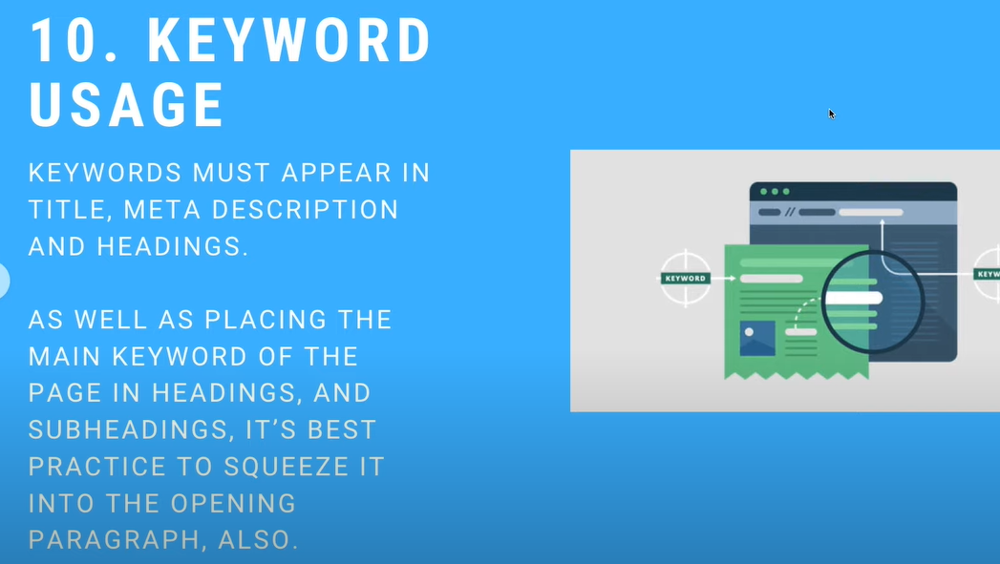 10. KEYWORD
USAGE
KEYWORDS MUST APPEAR IN
TITLE, META DESCRIPTION
AND HEADINGS.
AS WELL AS PLACING THE
MAIN KEYWORD OF THE
PAGE IN HEADINGS, AND
SUBHEADINGS, IT’S BEST
PRACTICE TO SQUEEZE IT
INTO THE OPENING
PARAGRAPH, ALSO.
KEYWORD